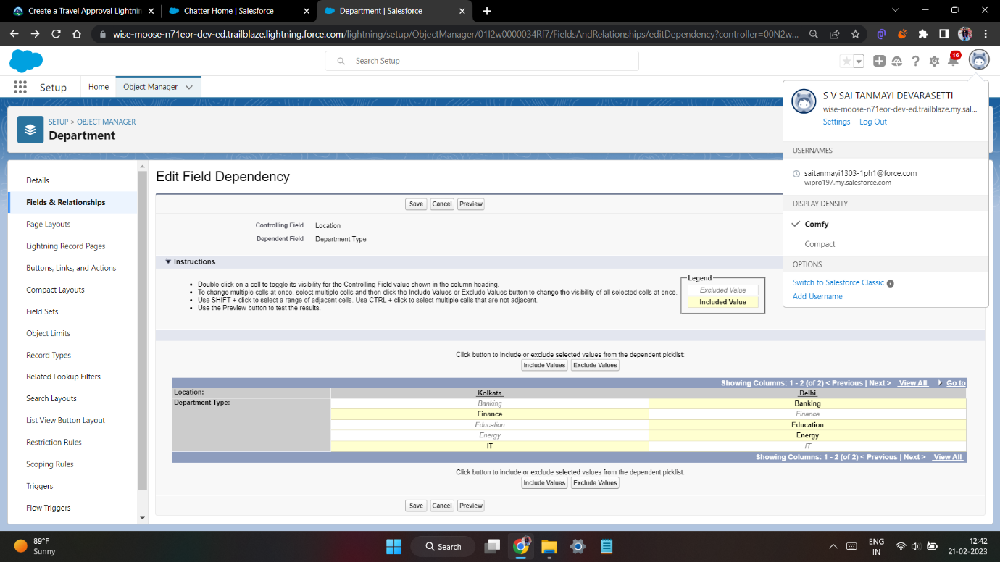 Create a Travel Approval Lightnin
Chatter Home | Salesforce
Department | Salesforce
wise-moose-n71eor-dev-ed.trailblaze.lightning.force.com/lightning/setup/ObjectManager/01I2w0000034Rf7/FieldsAndRelationships/editDependency?controller=00N2w...
Search Setup
16
Setup
Home
Object Manager
S V SAI TANMAYI DEVARASETTI
wise-moose-n71eor-dev-ed.trailblaze.my.sal...
Settings Log Out
USERNAMES
saitanmayi1303-1ph1@force.com
wipro197.my.salesforce.com
DISPLAY DENSITY
Comfy
Compact
OPTIONS
Switch to Salesforce Classic
Add Username
SETUP > OBJECT MANAGER
Department
Details
Fields & Relationships
Page Layouts
Lightning Record Pages
Buttons, Links, and Actions
Compact Layouts
Field Sets
Object Limits
Record Types
Related Lookup Filters
Search Layouts
List View Button Layout
Restriction Rules
Scoping Rules
Triggers
Flow Triggers
Edit Field Dependency
Save Cancel Preview
Controlling Field Location
Dependent Field Department Type
Instructions
• Double click on a cell to toggle its visibility for the Controlling Field value shown in the column heading.
• To change multiple cells at once, select multiple cells and then click the Include Values or Exclude Values button to change the visibility of all selected cells at once.
• Use SHIFT + click to select a range of adjacent cells. Use CTRL + click to select multiple cells that are not adjacent.
• Use the Preview button to test the results.
Legend
Excluded Value
Included Value
Click button to include or exclude selected values from the dependent picklist:
Include Values Exclude Values
Showing Columns: 1 - 2 (of 2) < Previous | Next > View All Go to
Location: Kolkata Delhi
Department Type: Banking Banking
Finance Finance
Education Education
Energy Energy
IT IT
Showing Columns: 1 - 2 (of 2) < Previous | Next > View All
Click button to include or exclude selected values from the dependent picklist:
Include Values Exclude Values
Save Cancel Preview
89°F
Sunny
Search
ENG
IN
12:42
21-02-2023